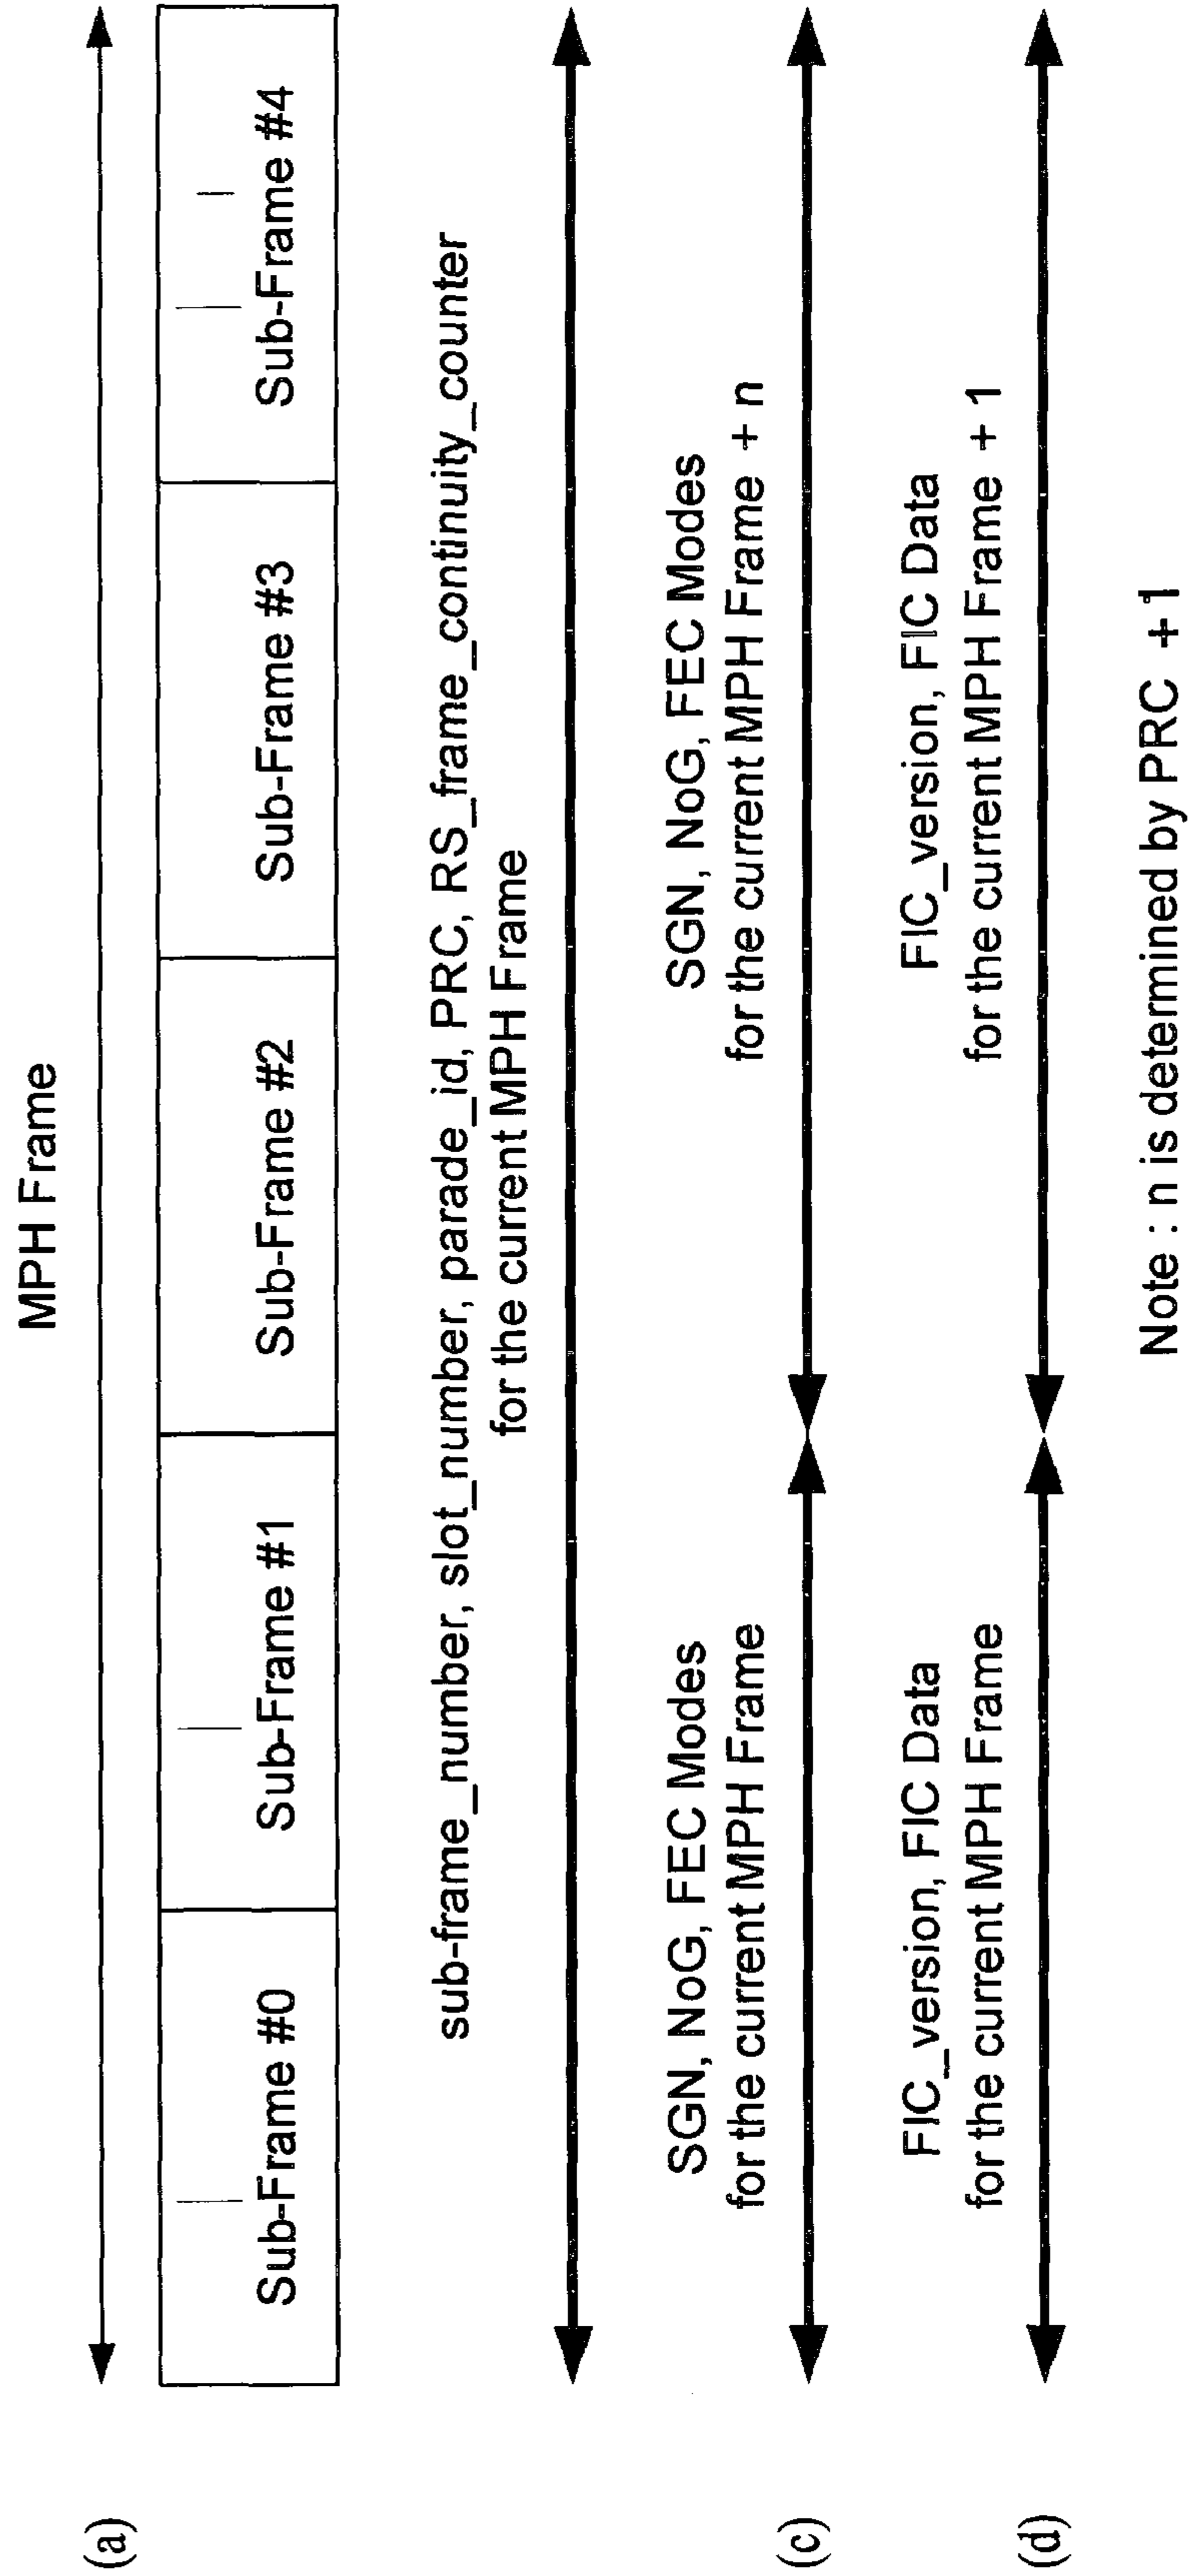 MPH Frame
(a)
Sub-Frame #0
Sub-Frame #1
Sub-Frame #2
Sub-Frame #3
Sub-Frame #4
sub-frame_number, slot_number, parade_id, PRC, RS_frame_continuity_counter
for the current MPH Frame
SGN, NoG, FEC Modes
for the current MPH Frame
SGN, NoG, FEC Modes
for the current MPH Frame + n
(c)
FIC_version, FIC Data
for the current MPH Frame
FIC_version, FIC Data
for the current MPH Frame + 1
(d)
Note : n is determined by PRC +1